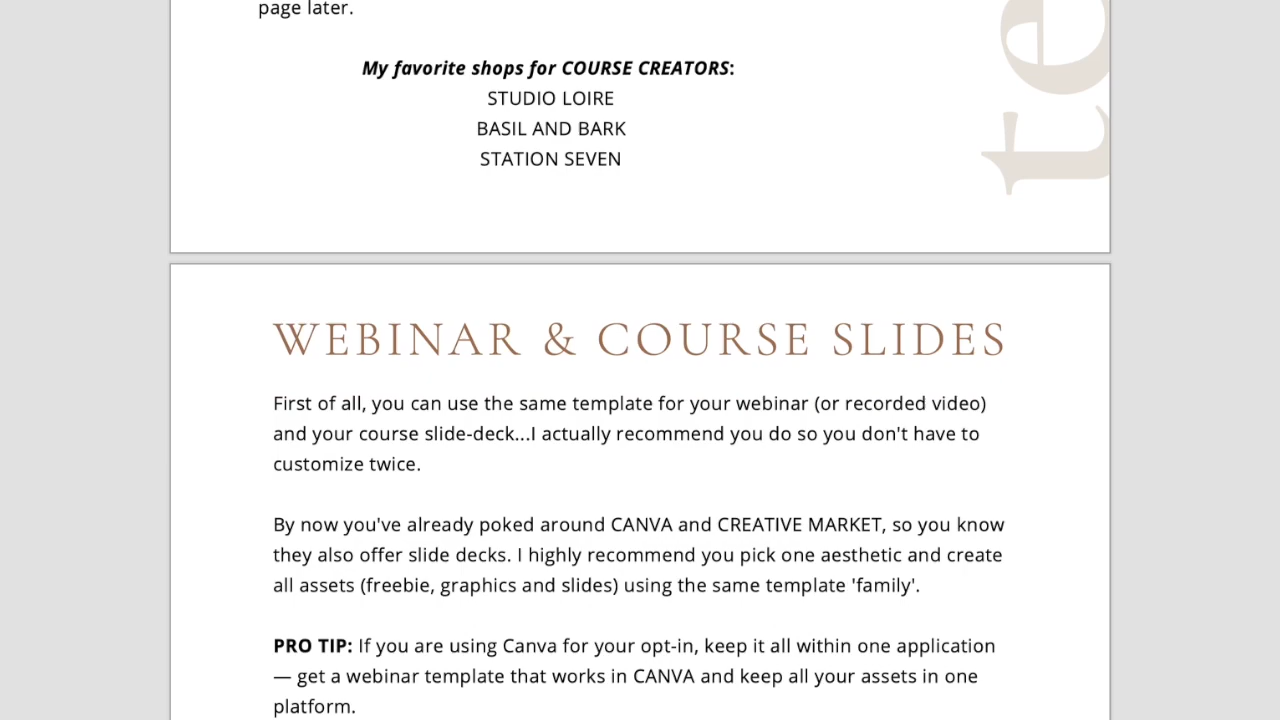 page later.
My favorite shops for COURSE CREATORS:
STUDIO LOIRE
BASIL AND BARK
STATION SEVEN
te
WEBINAR & COURSE SLIDES
First of all, you can use the same template for your webinar (or recorded video)
and your course slide-deck...I actually recommend you do so you don't have to
customize twice.
By now you've already poked around CANVA and CREATIVE MARKET, so you know
they also offer slide decks. I highly recommend you pick one aesthetic and create
all assets (freebie, graphics and slides) using the same template 'family'.
PRO TIP: If you are using Canva for your opt-in, keep it all within one application
— get a webinar template that works in CANVA and keep all your assets in one
platform.